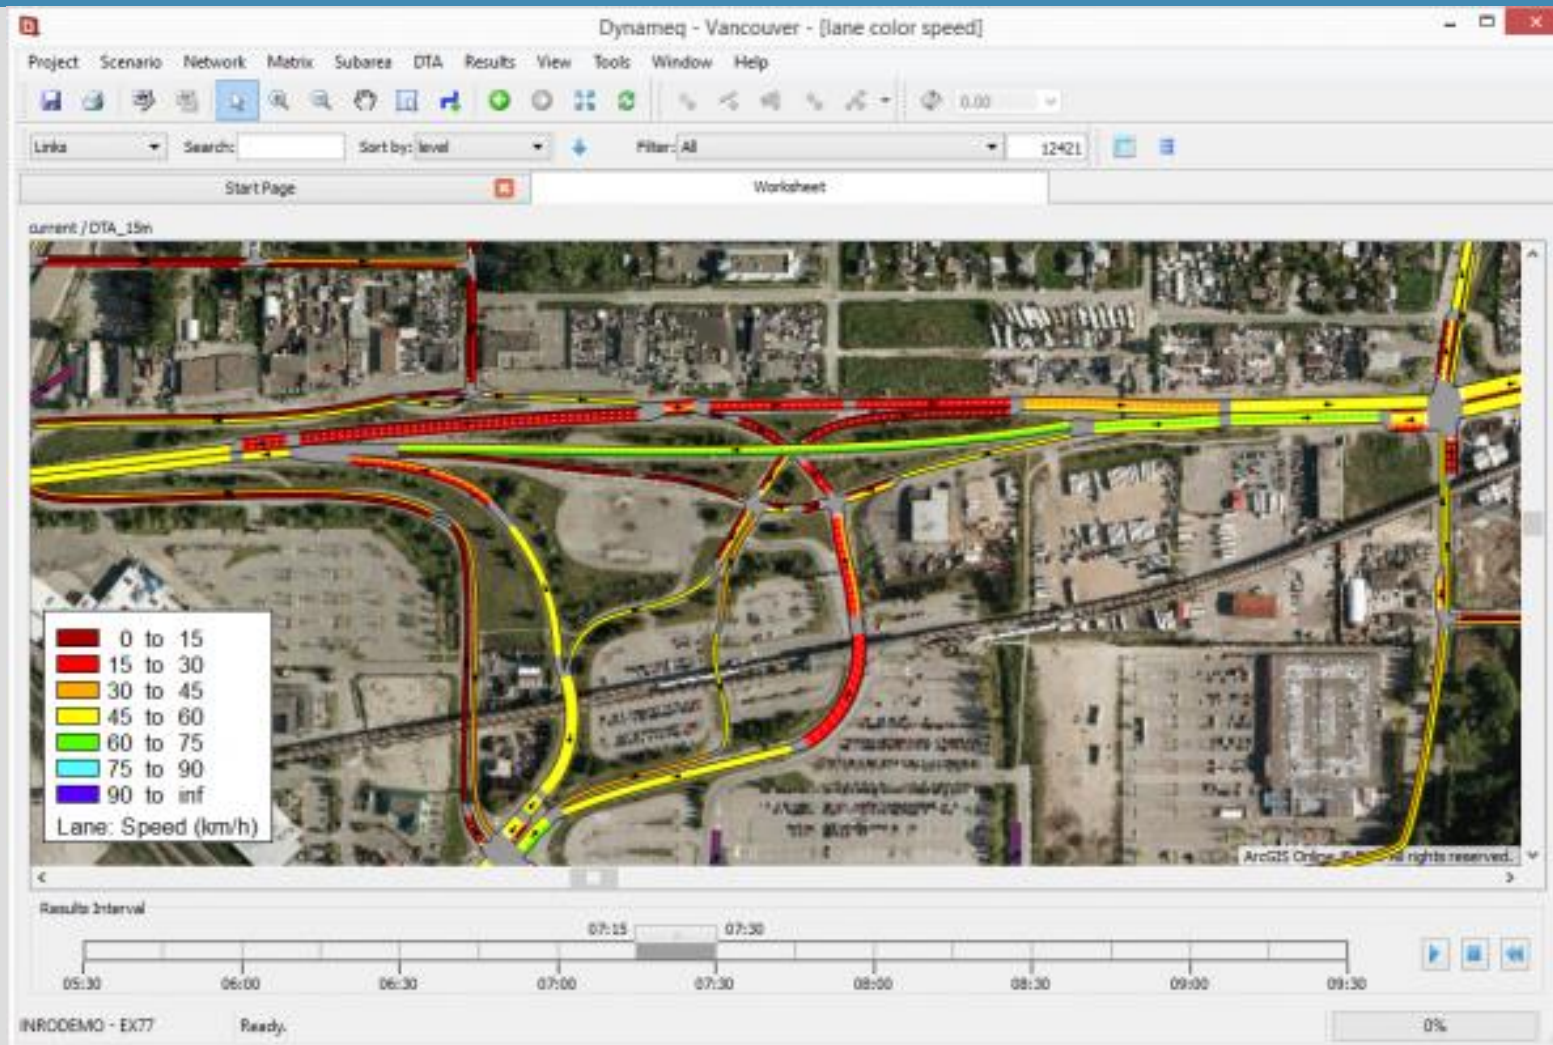 Dynameq - Vancouver - [lane color speed]
Project Scenario Network Matrix Subarea DTA Results View Tools Window Help
0.00
Links Search: Sort by: level Filter: All 12421
Start Page Worksheet
current / DTA_15m
0 to 15
15 to 30
30 to 45
45 to 60
60 to 75
75 to 90
90 to inf
Lane: Speed (km/h)
ArcGIS Online. All rights reserved.
Results Interval
07:15 07:30
05:30 06:00 06:30 07:00 07:30 08:00 08:30 09:00 09:30
INRODEMO - EX77 Ready. 0%